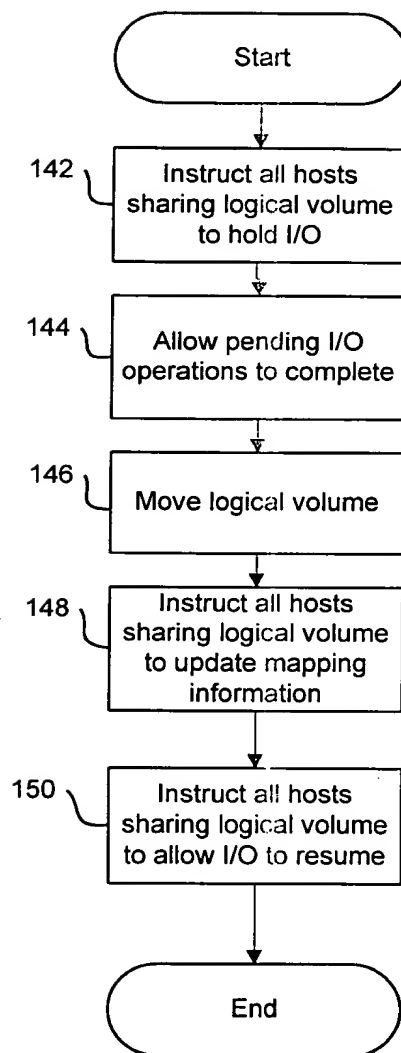 Start
142
Instruct all hosts
sharing logical volume
to hold I/O
144
Allow pending I/O
operations to complete
146
Move logical volume
148
Instruct all hosts
sharing logical volume
to update mapping
information
150
Instruct all hosts
sharing logical volume
to allow I/O to resume
End